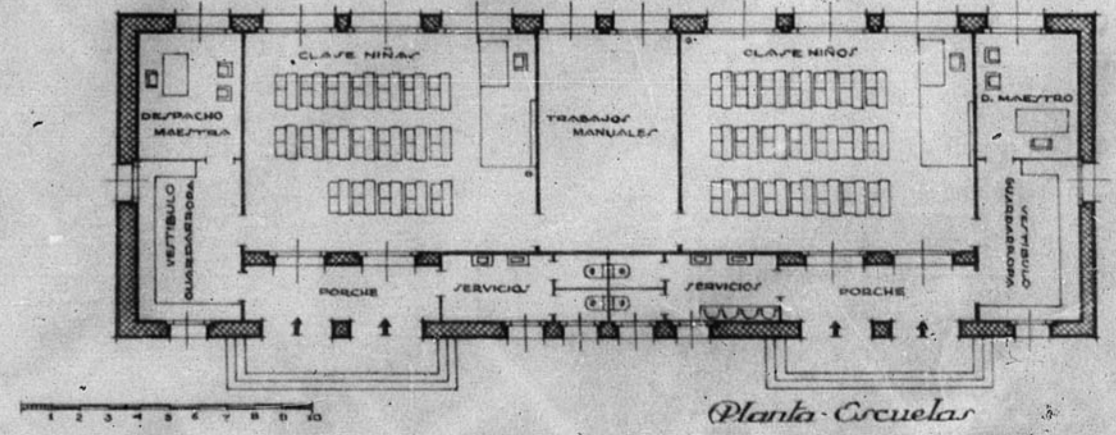 CLASE NIÑAS
CLASE NIÑOS
DESPACHO
MAESTRA
TRABAJOS
MANUALES
D. MAESTRO
VESTIBULO
GUARDARROPA
GUARDARROPA
VESTIBULO
PORCHE
SERVICIOS
SERVICIOS
PORCHE
1 2 3 4 5 6 7 8 9 10
Planta-Escuelas